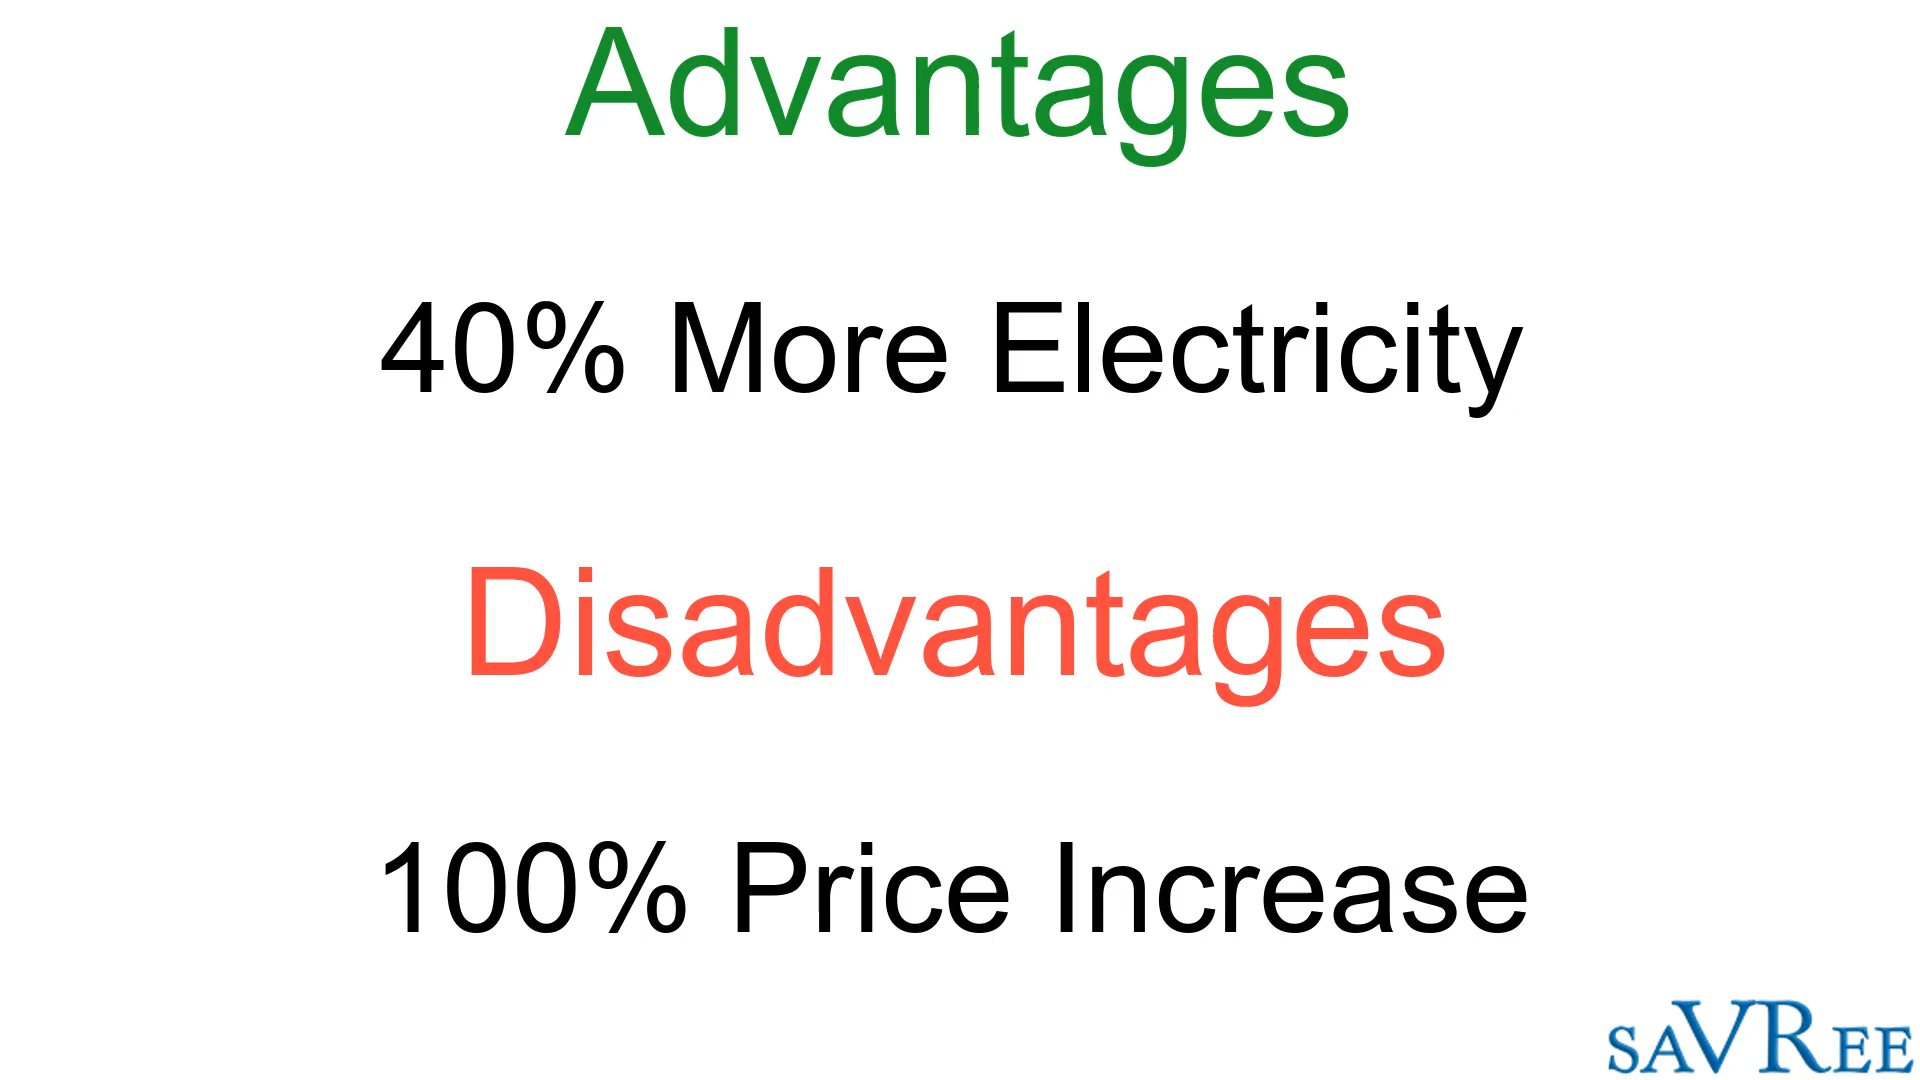 Advantages
40% More Electricity
Disadvantages
100% Price Increase
saVRee